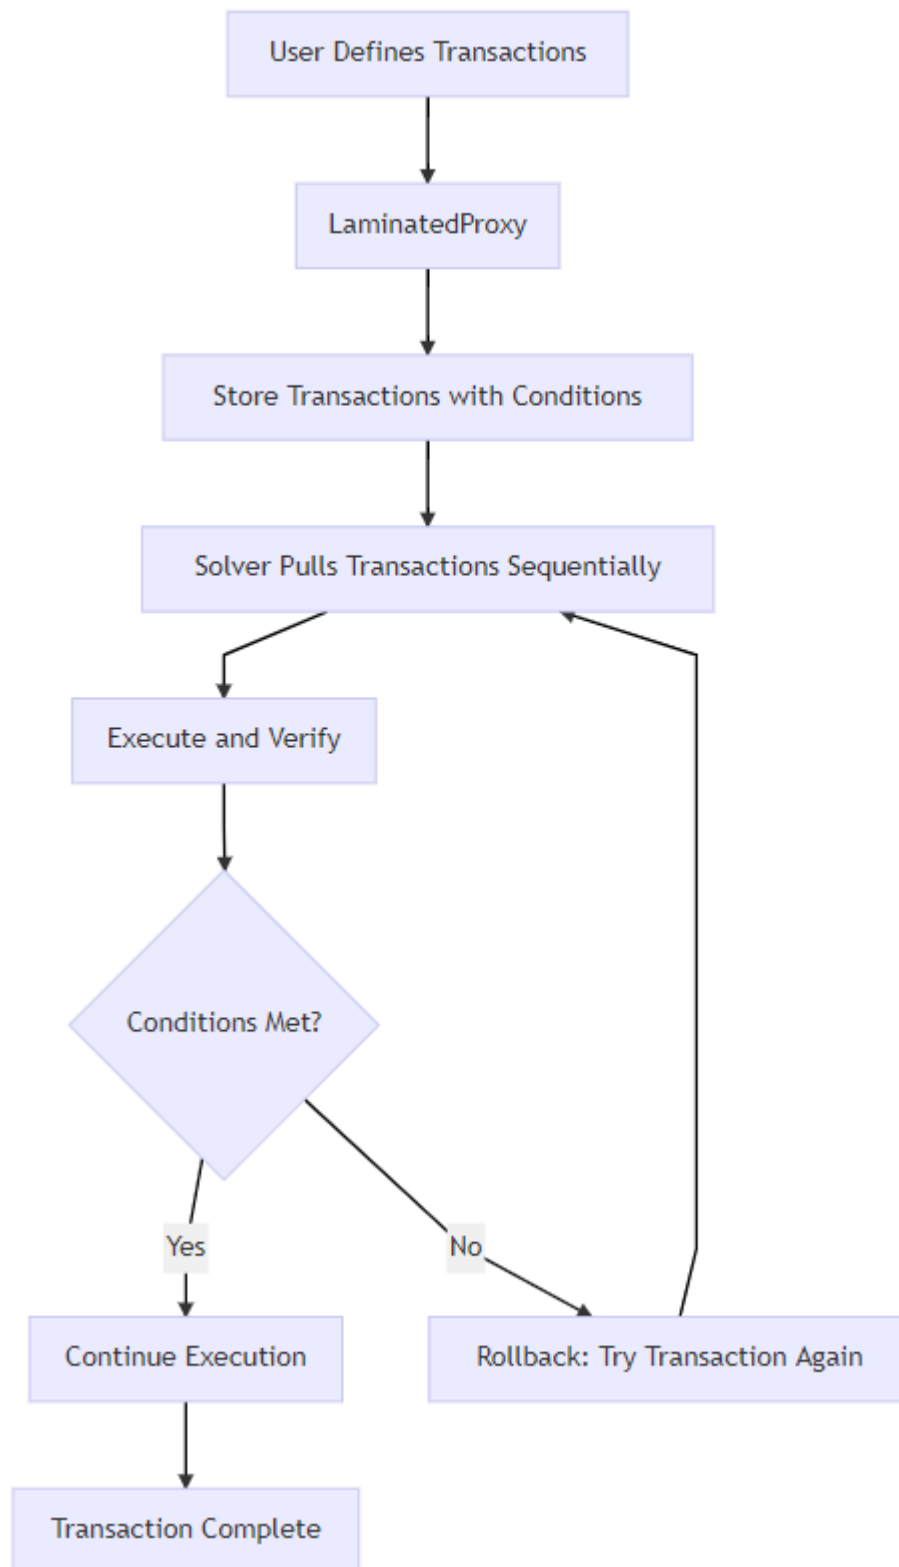 User Defines Transactions
LaminatedProxy
Store Transactions with Conditions
Solver Pulls Transactions Sequentially
Execute and Verify
Conditions Met?
Yes
No
Continue Execution
Rollback: Try Transaction Again
Transaction Complete